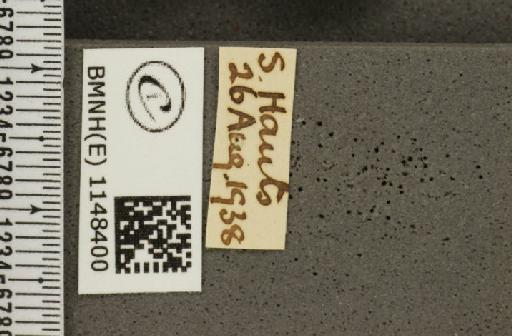 BMNH(E) 1148400
S. Hants
26 Aug. 1938